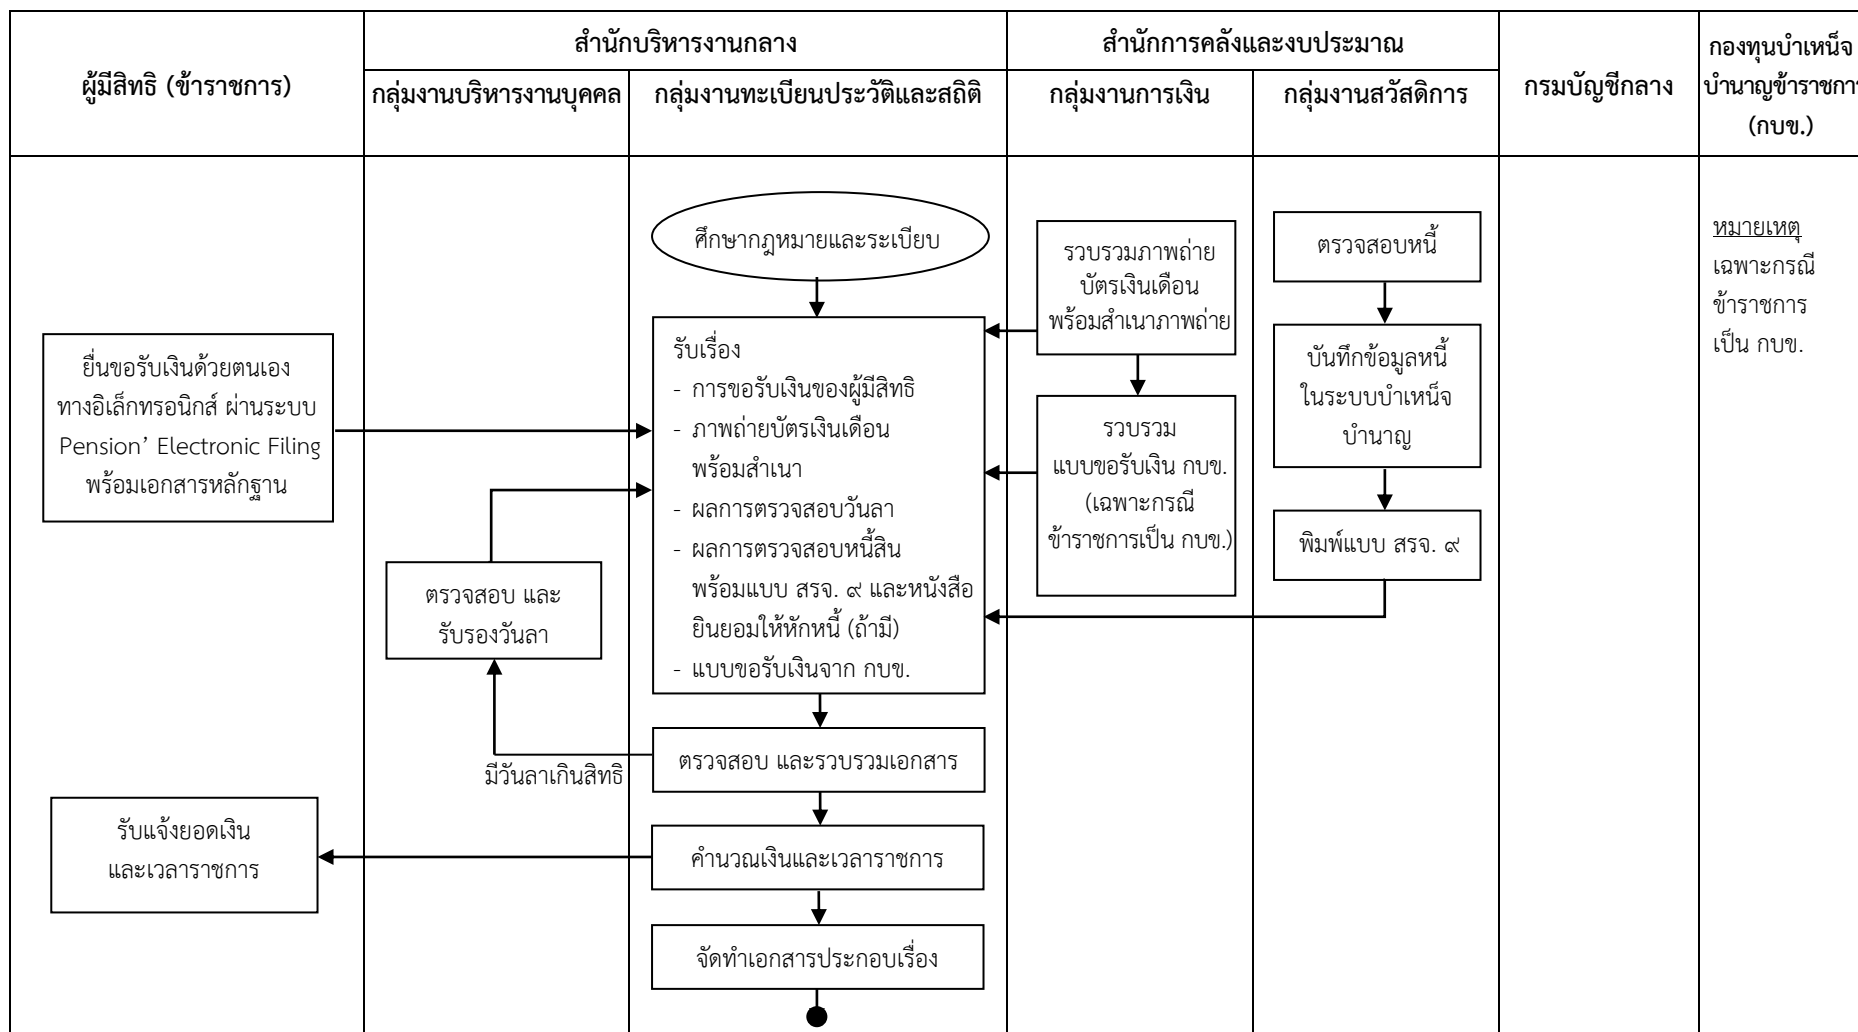 ผู้มีสิทธิ (ข้าราชการ)
สำนักบริหารงานกลาง
กลุ่มงานบริหารงานบุคคล
กลุ่มงานทะเบียนประวัติและสถิติ
สำนักการคลังและงบประมาณ
กลุ่มงานการเงิน
กลุ่มงานสวัสดิการ
กรมบัญชีกลาง
กองทุนบำเหน็จ
บำนาญข้าราชการ
(กบข.)
ยื่นขอรับเงินด้วยตนเอง
ทางอิเล็กทรอนิกส์ ผ่านระบบ
Pension’ Electronic Filing
พร้อมเอกสารหลักฐาน
รับแจ้งยอดเงิน
และเวลาราชการ
ตรวจสอบ และ
รับรองวันลา
มีวันลาเกินสิทธิ
ศึกษากฎหมายและระเบียบ
รับเรื่อง
- การขอรับเงินของผู้มีสิทธิ
- ภาพถ่ายบัตรเงินเดือน
พร้อมสำเนา
- ผลการตรวจสอบวันลา
- ผลการตรวจสอบหนี้สิน
พร้อมแบบ สรจ. ๙ และหนังสือ
ยินยอมให้หักหนี้ (ถ้ามี)
- แบบขอรับเงินจาก กบข.
ตรวจสอบ และรวบรวมเอกสาร
คำนวณเงินและเวลาราชการ
จัดทำเอกสารประกอบเรื่อง
รวบรวมภาพถ่าย
บัตรเงินเดือน
พร้อมสำเนาภาพถ่าย
รวบรวม
แบบขอรับเงิน กบข.
(เฉพาะกรณี
ข้าราชการเป็น กบข.)
ตรวจสอบหนี้
บันทึกข้อมูลหนี้
ในระบบบำเหน็จ
บำนาญ
พิมพ์แบบ สรจ. ๙
หมายเหตุ
เฉพาะกรณี
ข้าราชการ
เป็น กบข.